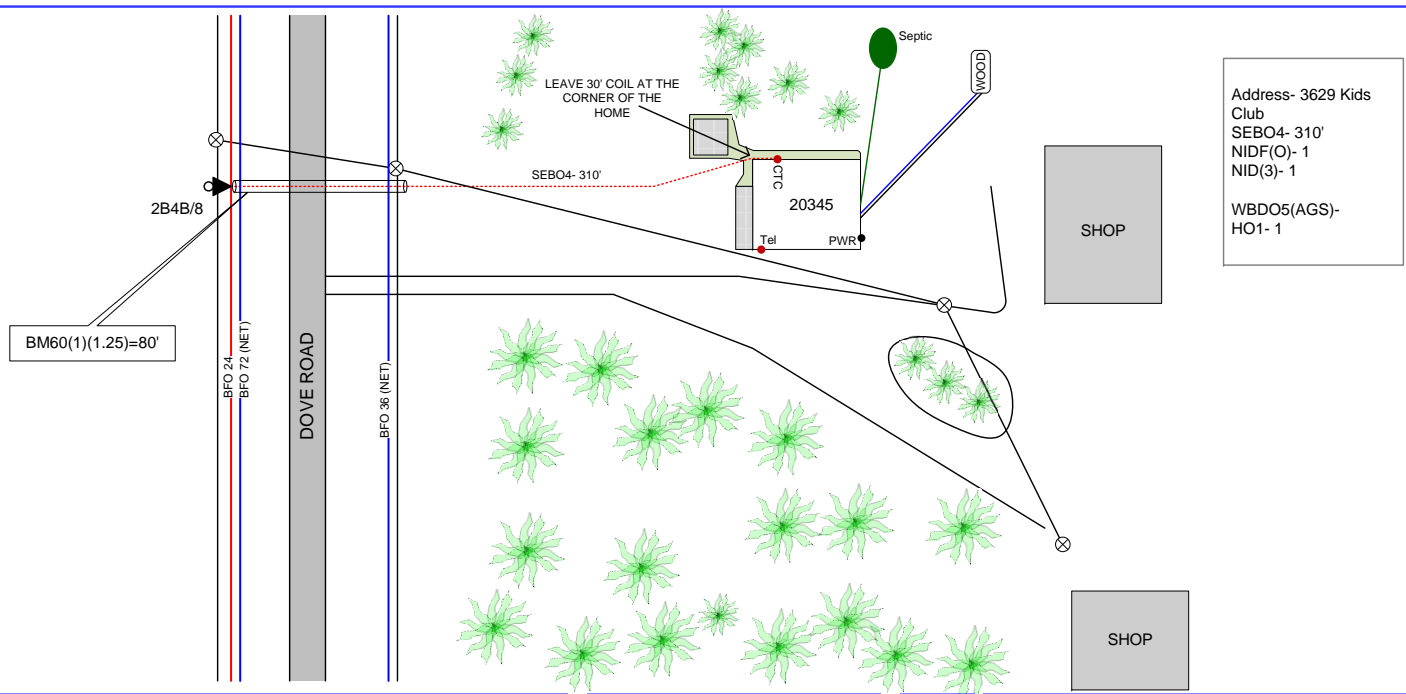 Septic
WOOD
LEAVE 30' COIL AT THE
CORNER OF THE
HOME
Address- 3629 Kids
Club
SEBO4- 310'
NIDF(O)- 1
NID(3)- 1
WBDO5(AGS)-
HO1- 1
SEBO4- 310'
CTC
20345
2B4B/8
Tel
PWR
SHOP
BM60(1)(1.25)=80'
BFO 24
BFO 72 (NET)
DOVE ROAD
BFO 36 (NET)
SHOP